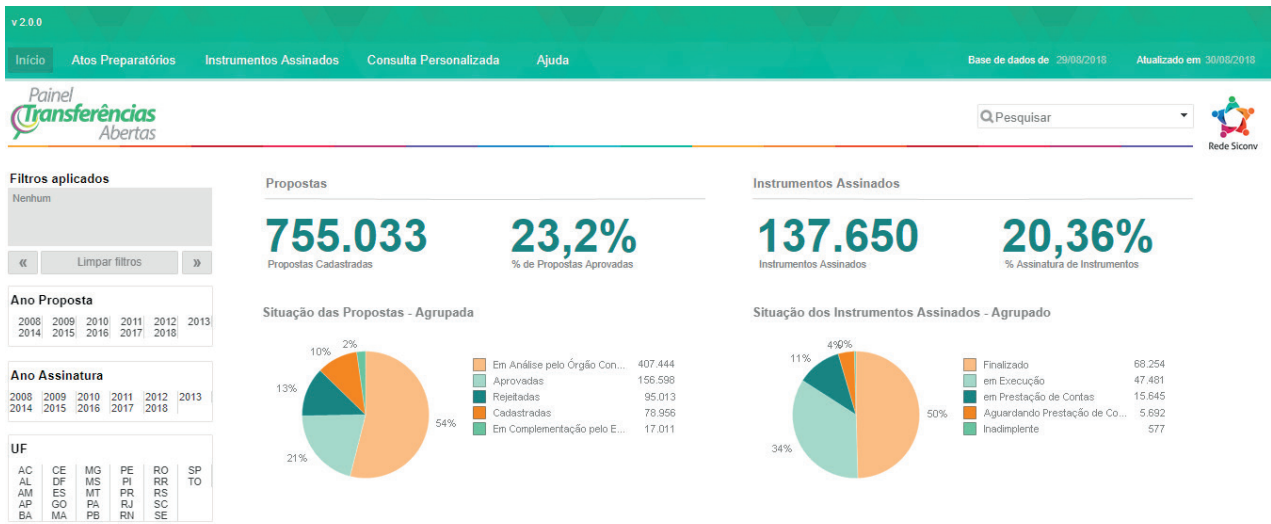 v 2.0.0
Início Atos Preparatórios Instrumentos Assinados Consulta Personalizada Ajuda Base de dados de 29/08/2018 Atualizado em 30/08/2018
Painel
Transferências
Abertas
Pesquisar
Rede Siconv
Filtros aplicados
Nenhum
« Limpar filtros »
Ano Proposta
2008 2009 2010 2011 2012 2013
2014 2015 2016 2017 2018
Ano Assinatura
2008 2009 2010 2011 2012 2013
2014 2015 2016 2017 2018
UF
AC CE MG PE RO SP
AL DF MS PI RR TO
AM ES MT PR RS
AP GO PA RJ SC
BA MA PB RN SE
Propostas
755.033 23,2%
Propostas Cadastradas % de Propostas Aprovadas
Situação das Propostas - Agrupada
2%
10%
13%
54%
21%
Em Análise pelo Órgão Con... 407.444
Aprovadas 156.598
Rejeitadas 95.013
Cadastradas 78.956
Em Complementação pelo E... 17.011
Instrumentos Assinados
137.650 20,36%
Instrumentos Assinados % Assinatura de Instrumentos
Situação dos Instrumentos Assinados - Agrupado
4% 0%
11%
50%
34%
Finalizado 68.254
em Execução 47.481
em Prestação de Contas 15.645
Aguardando Prestação de Co... 5.692
Inadimplente 577